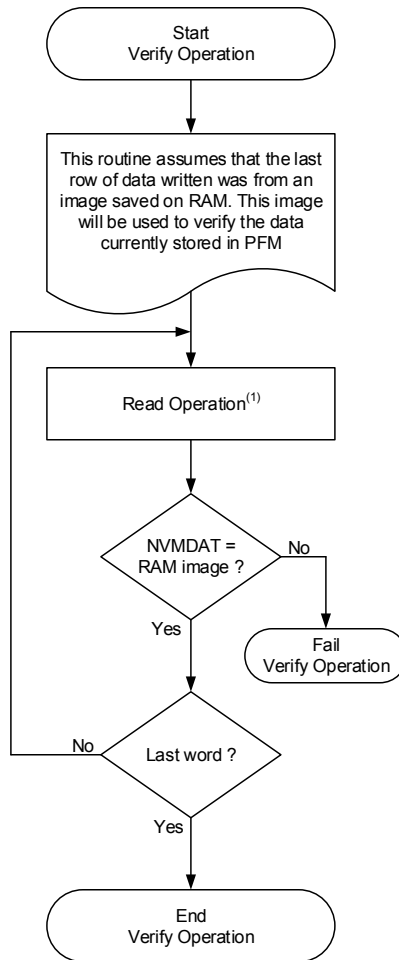 Start
Verify Operation
This routine assumes that the last
row of data written was from an
image saved on RAM. This image
will be used to verify the data
currently stored in PFM
Read Operation(1)
NVMDAT =
RAM image ?
No
Yes
Fail
Verify Operation
Last word ?
No
Yes
End
Verify Operation